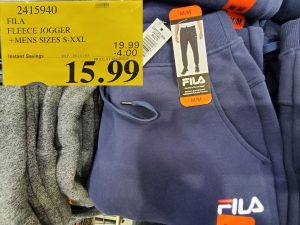 2415940
FILA
FLEECE JOGGER
+MENS SIZES S-XXL
19.99
Instant Savings
-4.00
15.99
M/M
FILA
M/M
FILA